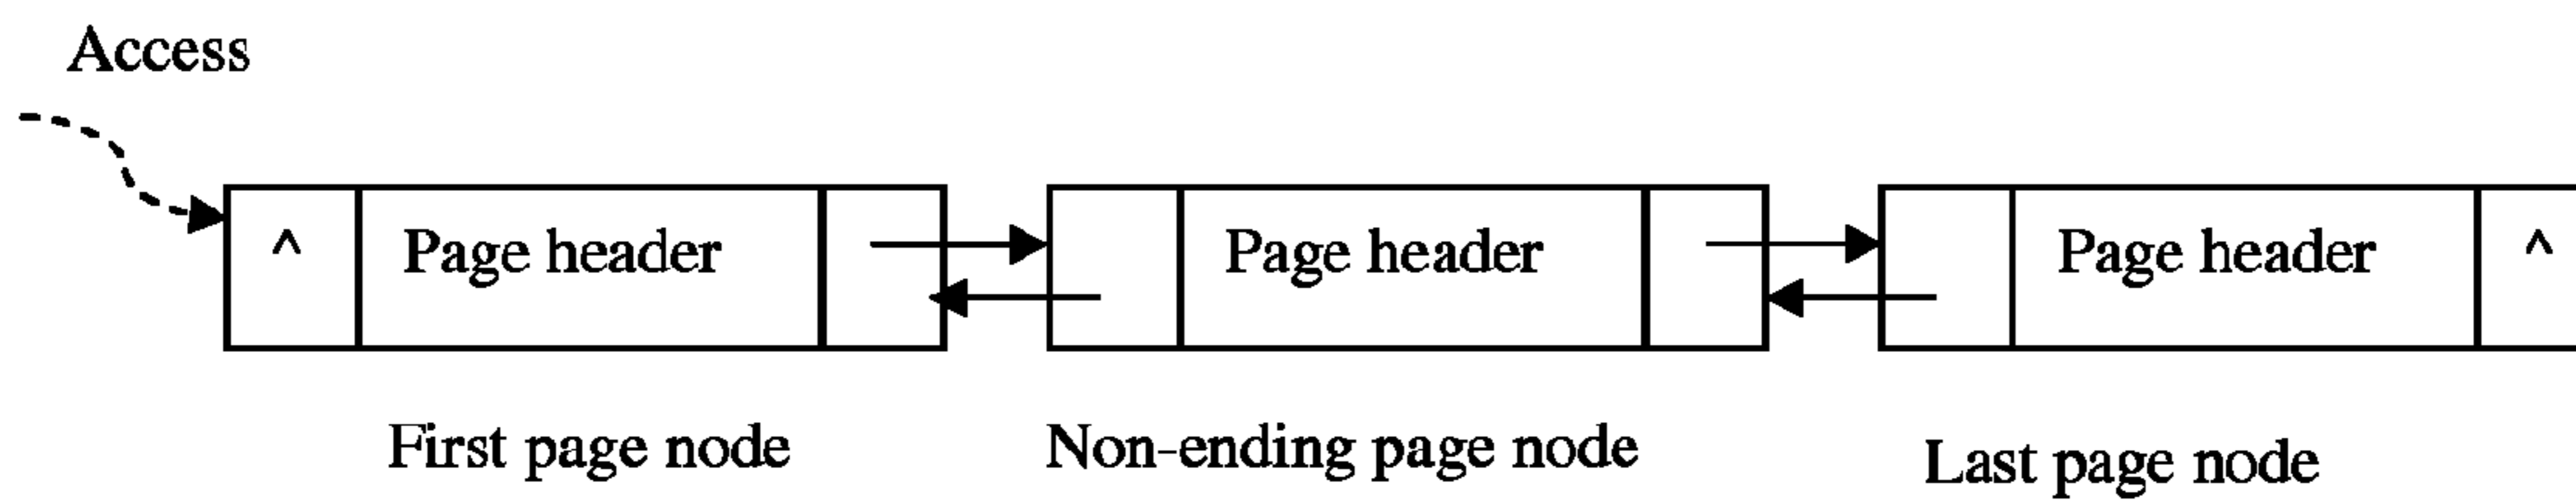 Access
^ Page header Page header Page header ^
First page node Non-ending page node Last page node